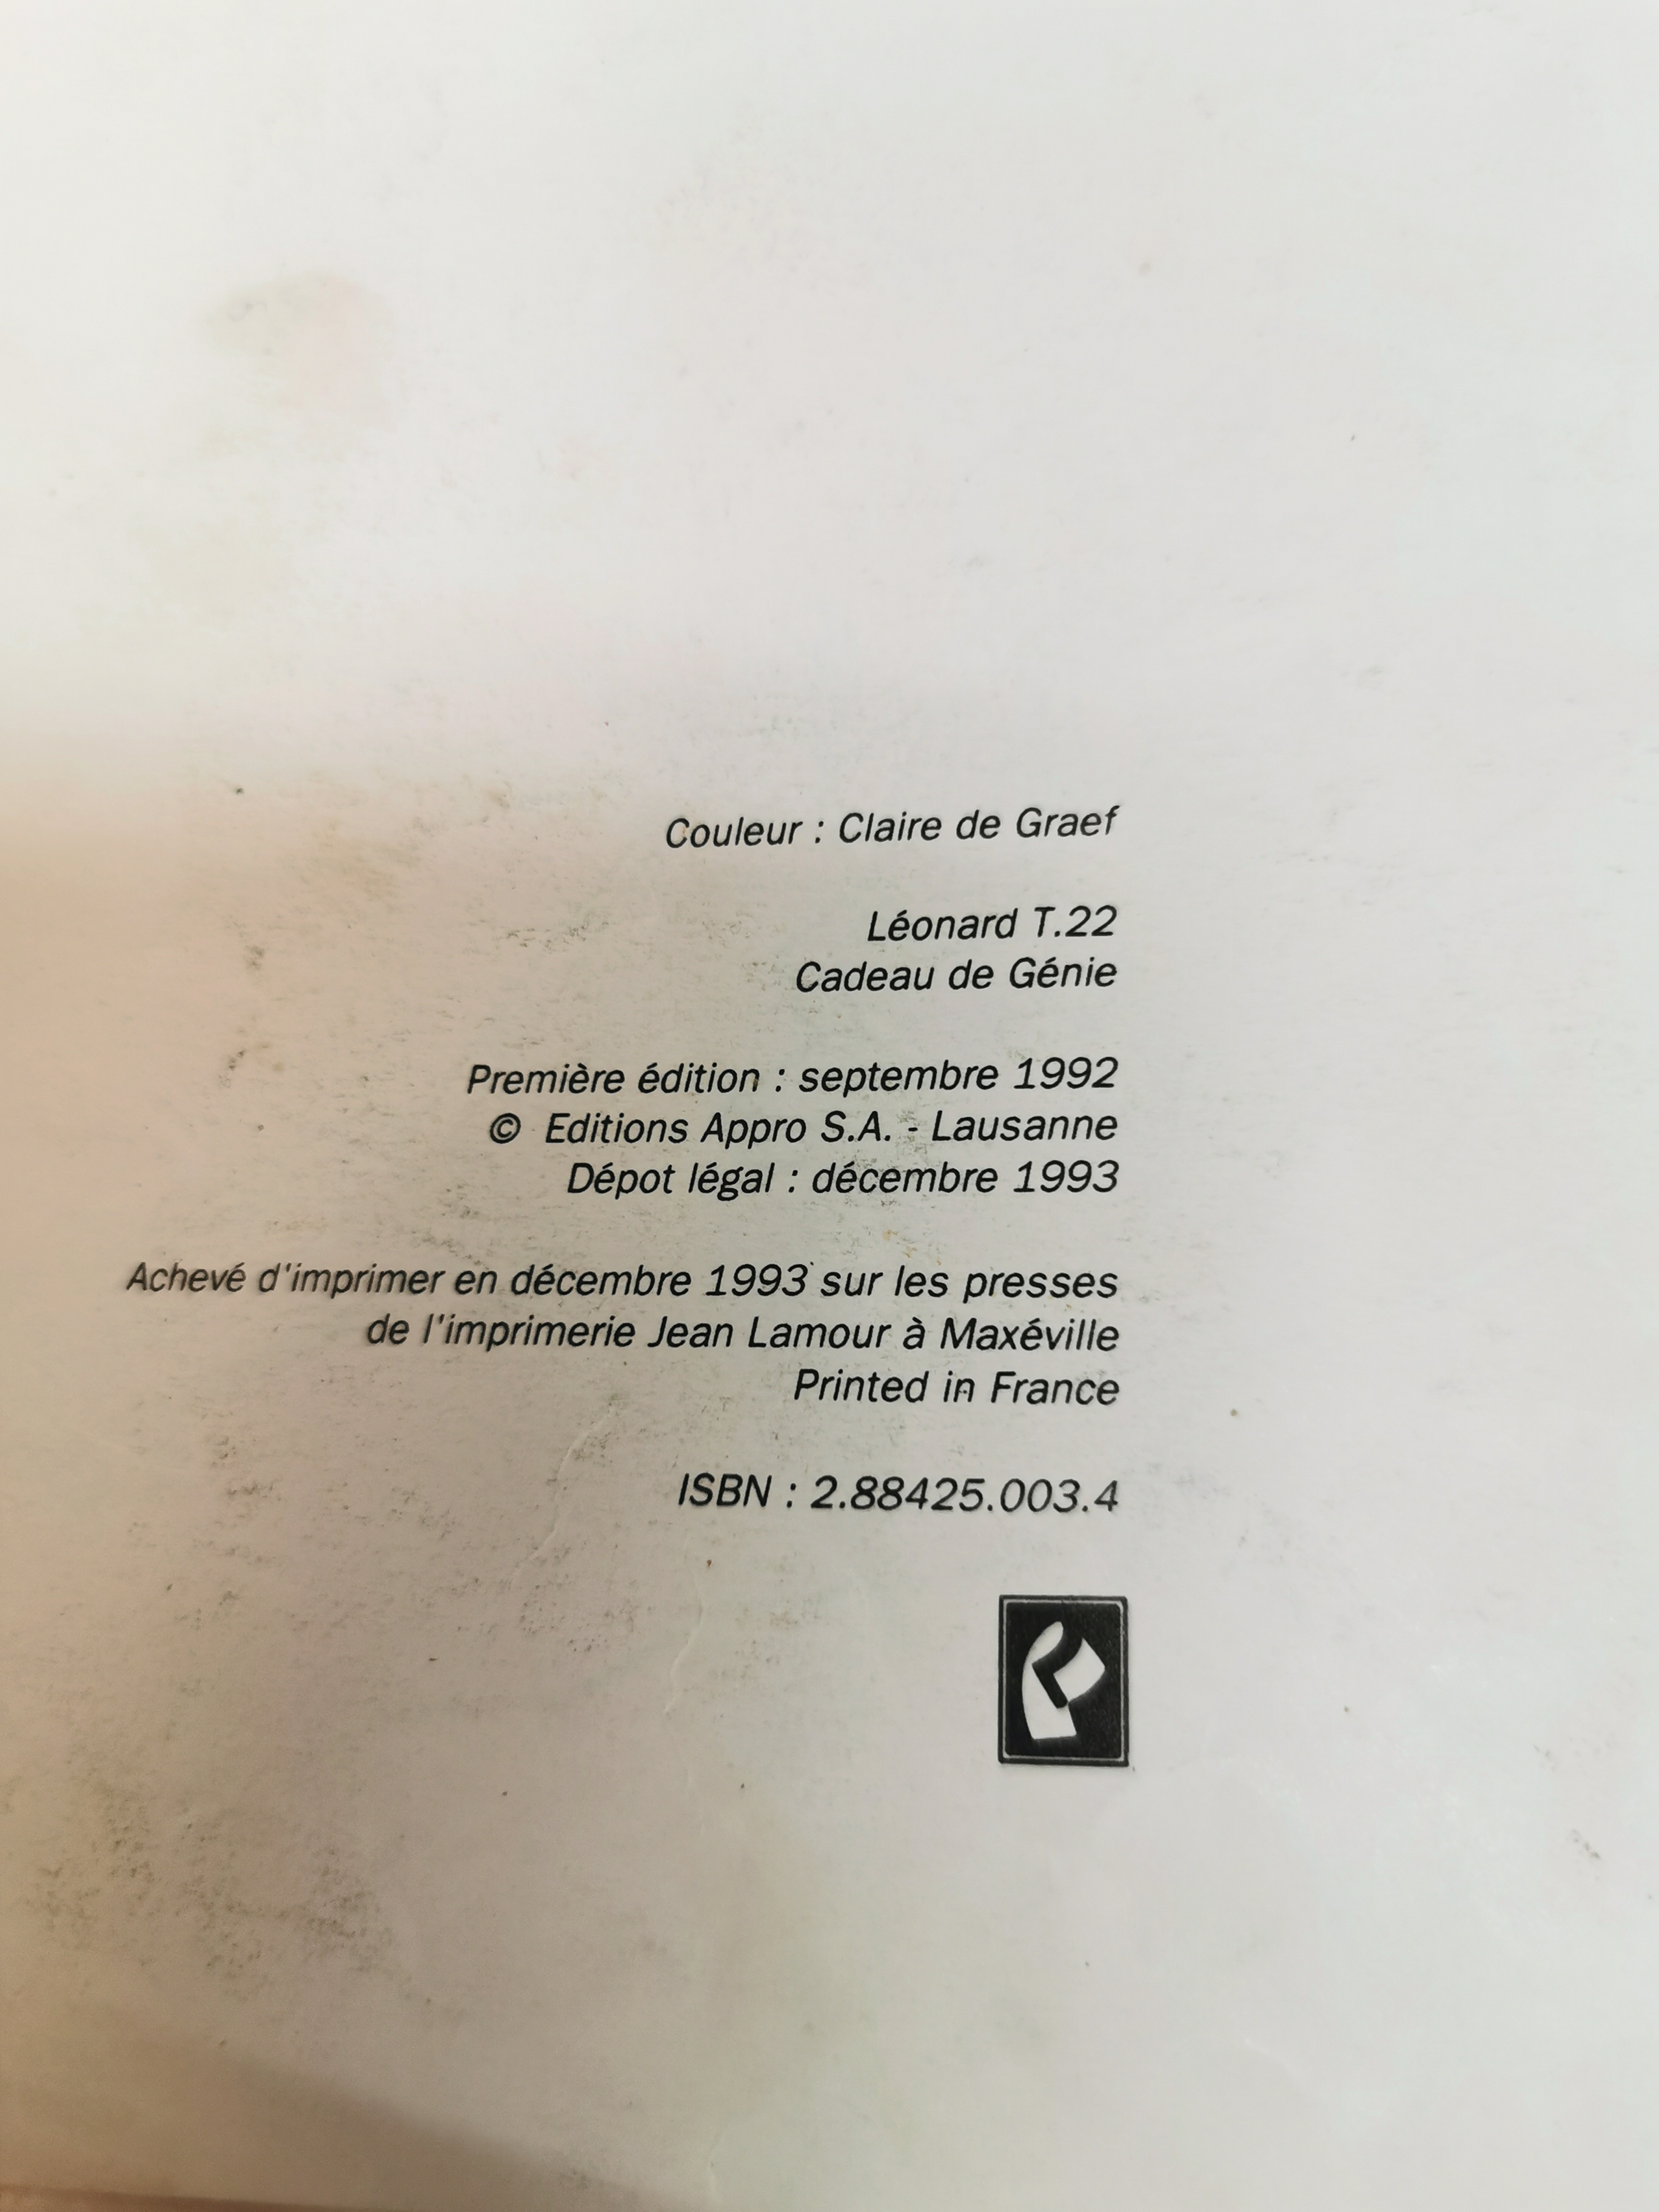 Couleur : Claire de Graef
Léonard T.22
Cadeau de Génie
Première édition : septembre 1992
© Editions Appro S.A. - Lausanne
Dépot légal : décembre 1993
Achevé d'imprimer en décembre 1993 sur les presses
de l'imprimerie Jean Lamour à Maxéville
Printed in France
ISBN : 2.88425.003.4